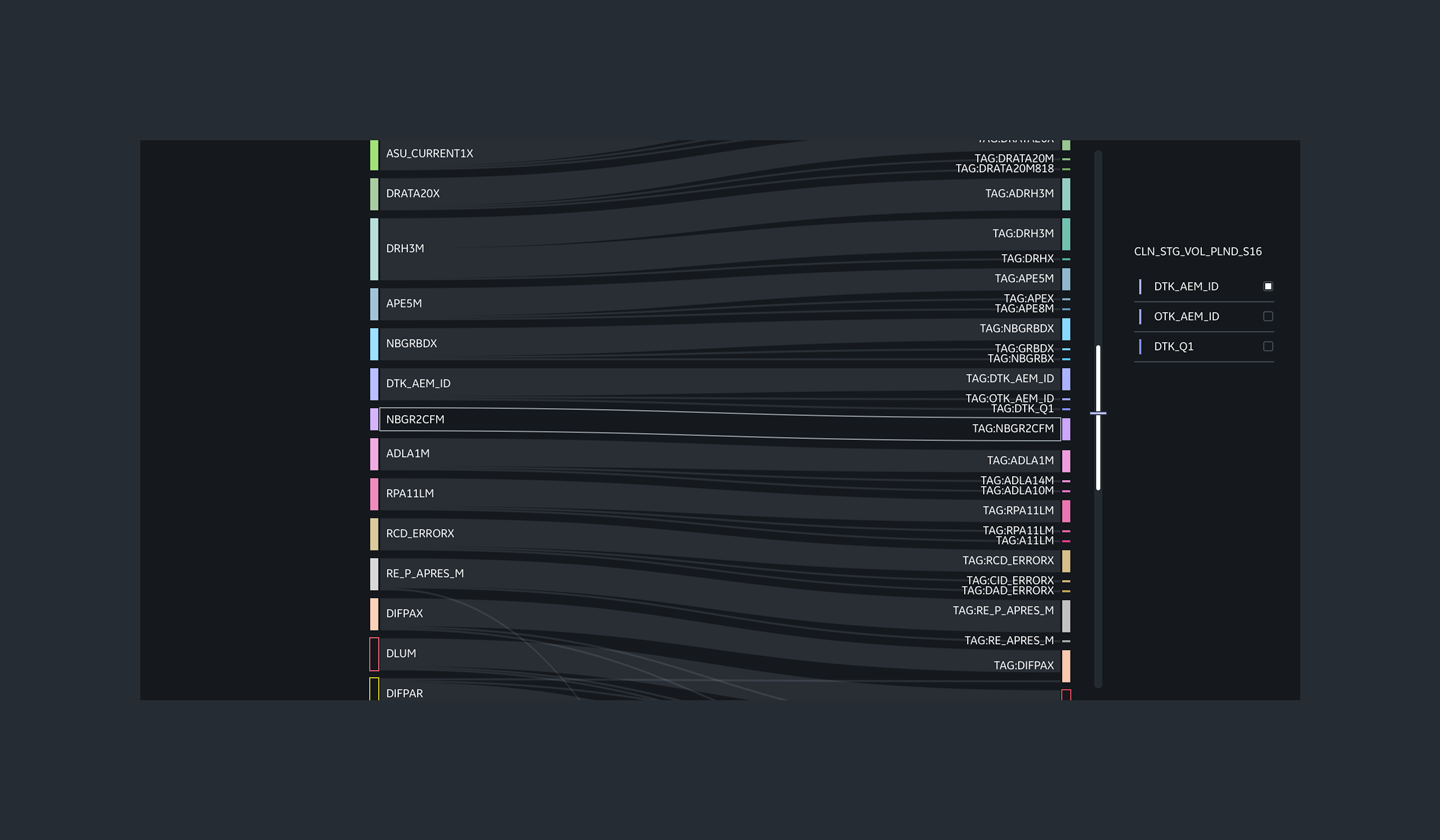 ASU_CURRENT1X
DRATA20X
DRH3M
APE5M
NBGRBDX
DTK_AEM_ID
NBGR2CFM
ADLA1M
RPA11LM
RCD_ERRORX
RE_P_APRES_M
DIFPAX
DLUM
DIFPAR
TAG:DRATA20M
TAG:DRATA20M818
TAG:ADRH3M
TAG:DRH3M
TAG:DRHX
TAG:APE5M
TAG:APEX
TAG:APE8M
TAG:NBGRBDX
TAG:GRBDX
TAG:NBGRBX
TAG:DTK_AEM_ID
TAG:OTK_AEM_ID
TAG:DTK_Q1
TAG:NBGR2CFM
TAG:ADLA1M
TAG:ADLA14M
TAG:ADLA10M
TAG:RPA11LM
TAG:RPA11LM
TAG:A11LM
TAG:RCD_ERRORX
TAG:CID_ERRORX
TAG:DAD_ERRORX
TAG:RE_P_APRES_M
TAG:RE_APRES_M
TAG:DIFPAX
CLN_STG_VOL_PLND_S16
DTK_AEM_ID
OTK_AEM_ID
DTK_Q1